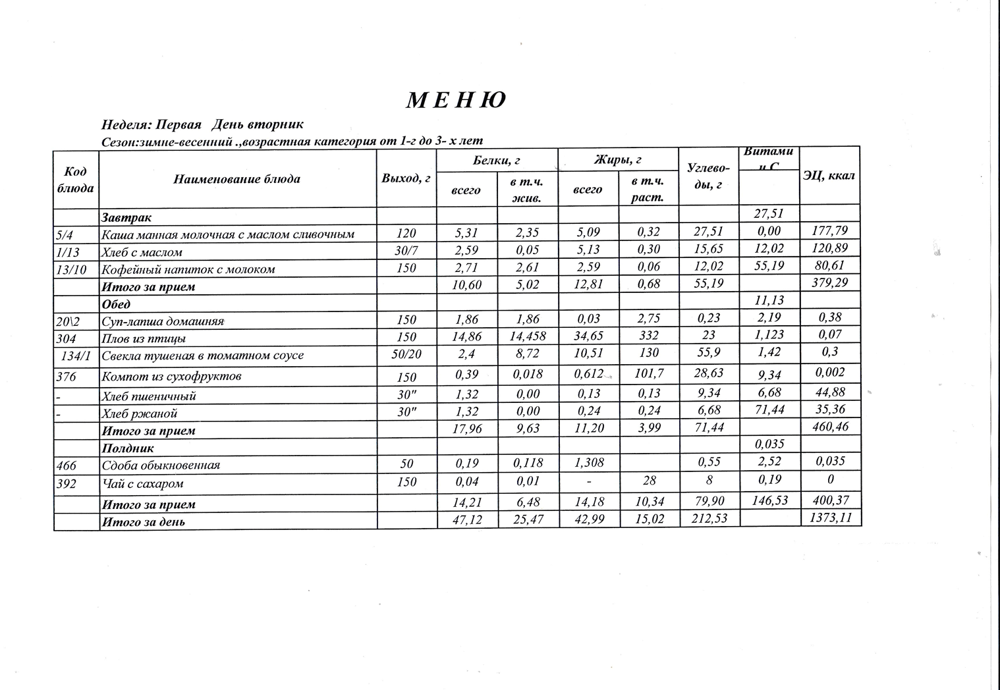 М Е Н Ю
Неделя: Первая День вторник
Сезон:зимне-весенний .,возрастная категория от 1-г до 3- х лет
Код блюда Наименование блюда Выход, г Белки, г Жиры, г Углево-ды, г Витамин С ЭЦ, ккал
всего в т.ч. жив. всего в т.ч. раст.
Завтрак 27,51
5/4 Каша манная молочная с маслом сливочным 120 5,31 2,35 5,09 0,32 27,51 0,00 177,79
1/13 Хлеб с маслом 30/7 2,59 0,05 5,13 0,30 15,65 12,02 120,89
13/10 Кофейный напиток с молоком 150 2,71 2,61 2,59 0,06 12,02 55,19 80,61
Итого за прием 10,60 5,02 12,81 0,68 55,19 379,29
Обед 11,13
20\2 Суп-лапша домашняя 150 1,86 1,86 0,03 2,75 0,23 2,19 0,38
304 Плов из птицы 150 14,86 14,458 34,65 332 23 1,123 0,07
134/1 Свекла тушеная в томатном соусе 50/20 2,4 8,72 10,51 130 55,9 1,42 0,3
376 Компот из сухофруктов 150 0,39 0,018 0,612 101,7 28,63 9,34 0,002
- Хлеб пшеничный 30" 1,32 0,00 0,13 0,13 9,34 6,68 44,88
- Хлеб ржаной 30" 1,32 0,00 0,24 0,24 6,68 71,44 35,36
Итого за прием 17,96 9,63 11,20 3,99 71,44 460,46
Полдник 0,035
466 Сдоба обыкновенная 50 0,19 0,118 1,308 0,55 2,52 0,035
392 Чай с сахаром 150 0,04 0,01 - 28 8 0,19 0
Итого за прием 14,21 6,48 14,18 10,34 79,90 146,53 400,37
Итого за день 47,12 25,47 42,99 15,02 212,53 1373,11